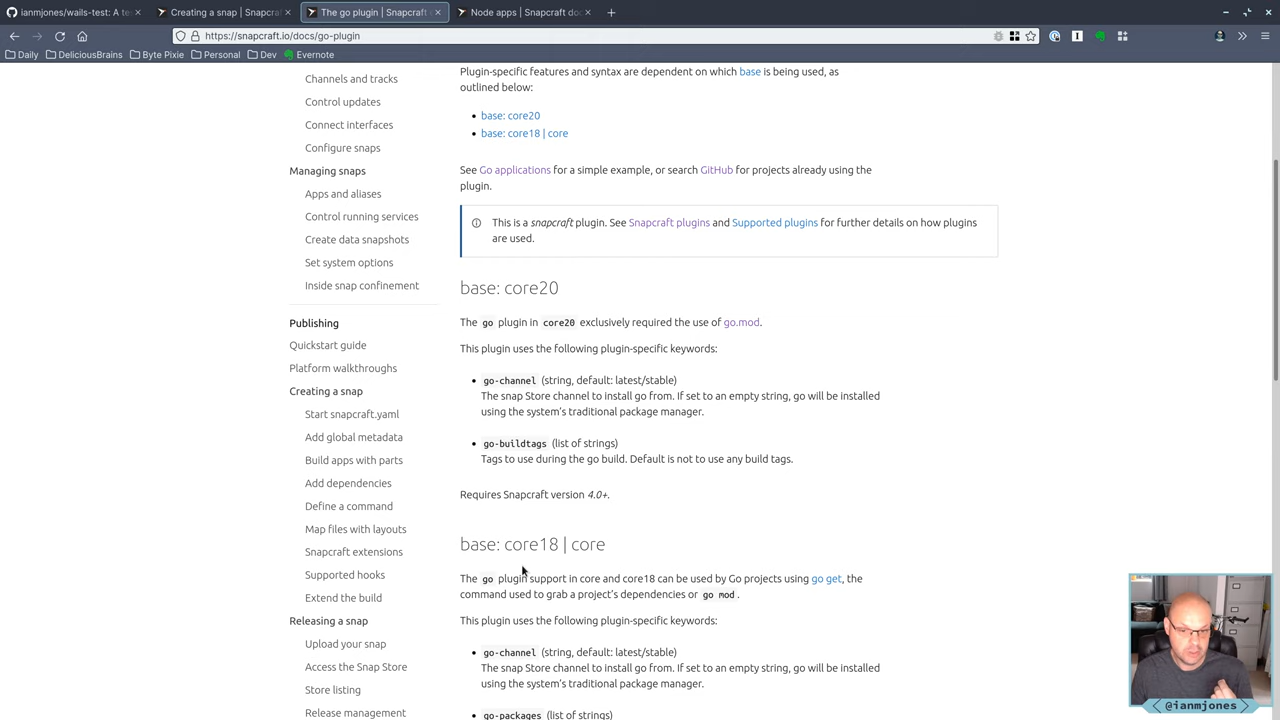 ianmjones/wails-test: A te
Creating a snap | Snapcraf
The go plugin | Snapcraft
Node apps | Snapcraft doc
https://snapcraft.io/docs/go-plugin
Daily
DeliciousBrains
Byte Pixie
Personal
Dev
Evernote
Channels and tracks
Control updates
Connect interfaces
Configure snaps
Managing snaps
Apps and aliases
Control running services
Create data snapshots
Set system options
Inside snap confinement
Publishing
Quickstart guide
Platform walkthroughs
Creating a snap
Start snapcraft.yaml
Add global metadata
Build apps with parts
Add dependencies
Define a command
Map files with layouts
Snapcraft extensions
Supported hooks
Extend the build
Releasing a snap
Upload your snap
Access the Snap Store
Store listing
Release management
Plugin-specific features and syntax are dependent on which base is being used, as
outlined below:
• base: core20
• base: core18 | core
See Go applications for a simple example, or search GitHub for projects already using the
plugin.
This is a snapcraft plugin. See Snapcraft plugins and Supported plugins for further details on how plugins
are used.
base: core20
The go plugin in core20 exclusively required the use of go.mod.
This plugin uses the following plugin-specific keywords:
• go-channel (string, default: latest/stable)
The snap Store channel to install go from. If set to an empty string, go will be installed
using the system's traditional package manager.
• go-buildtags (list of strings)
Tags to use during the go build. Default is not to use any build tags.
Requires Snapcraft version 4.0+.
base: core18 | core
The go plugin support in core and core18 can be used by Go projects using go get, the
command used to grab a project's dependencies or go mod.
This plugin uses the following plugin-specific keywords:
• go-channel (string, default: latest/stable)
The snap Store channel to install go from. If set to an empty string, go will be installed
using the system's traditional package manager.
• go-packages (list of strings)
@ianmjones